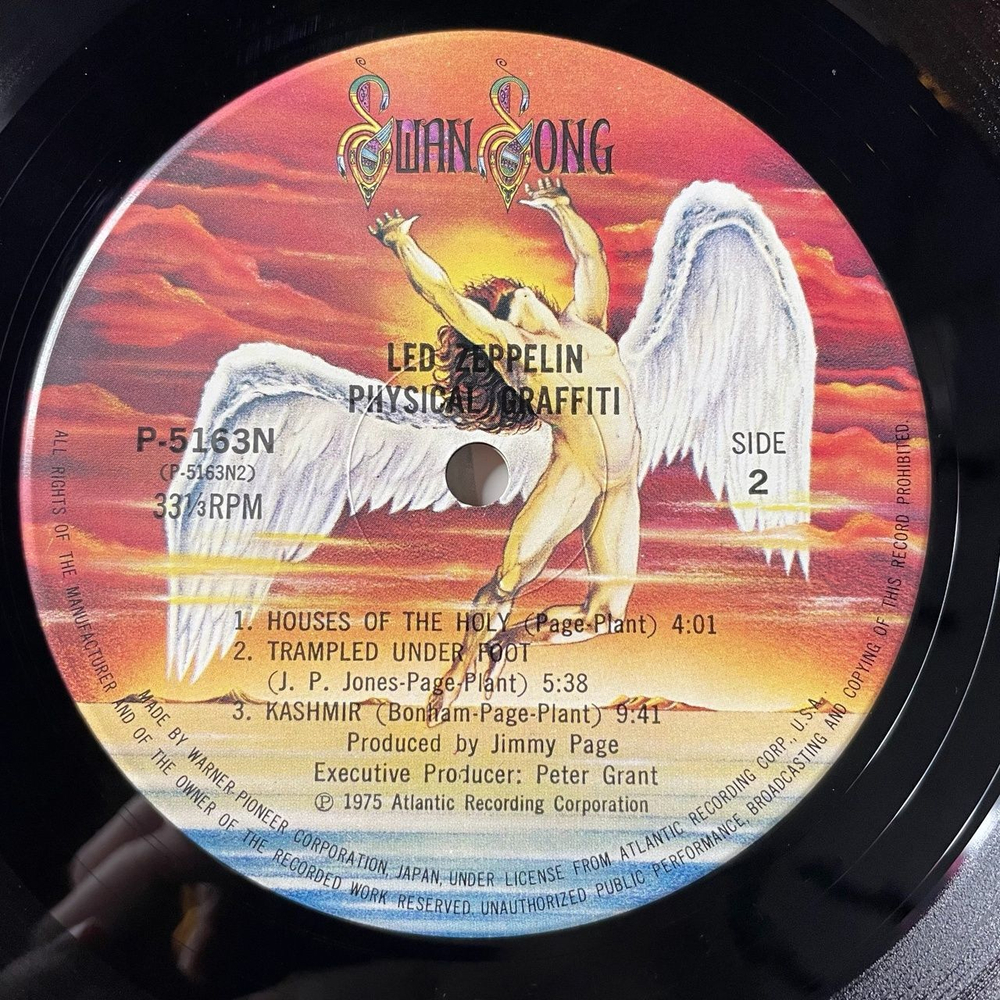 SWAN SONG
LED ZEPPELIN
PHYSICAL GRAFFITI
P-5163N
(P-5163N2)
33⅓RPM
SIDE
2
1. HOUSES OF THE HOLY (Page-Plant) 4:01
2. TRAMPLED UNDER FOOT
(J. P. Jones-Page-Plant) 5:38
3. KASHMIR (Bonham-Page-Plant) 9:41
Produced by Jimmy Page
Executive Producer: Peter Grant
Ⓟ 1975 Atlantic Recording Corporation
MADE BY WARNER-PIONEER CORPORATION, JAPAN, UNDER LICENSE FROM ATLANTIC RECORDING CORP., U.S.A.
ALL RIGHTS OF THE MANUFACTURER AND OF THE OWNER OF THE RECORDED WORK RESERVED. UNAUTHORIZED PUBLIC PERFORMANCE, BROADCASTING AND COPYING OF THIS RECORD PROHIBITED.